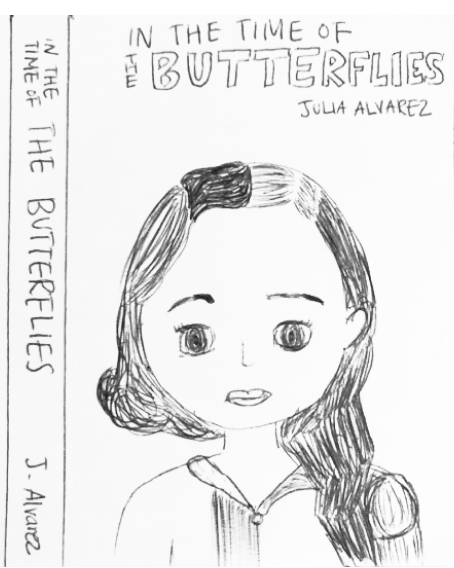 IN THE
TIME OF THE BUTTERFLIES
J. Alvarez
IN THE TIME OF
THE BUTTERFLIES
JULIA ALVAREZ